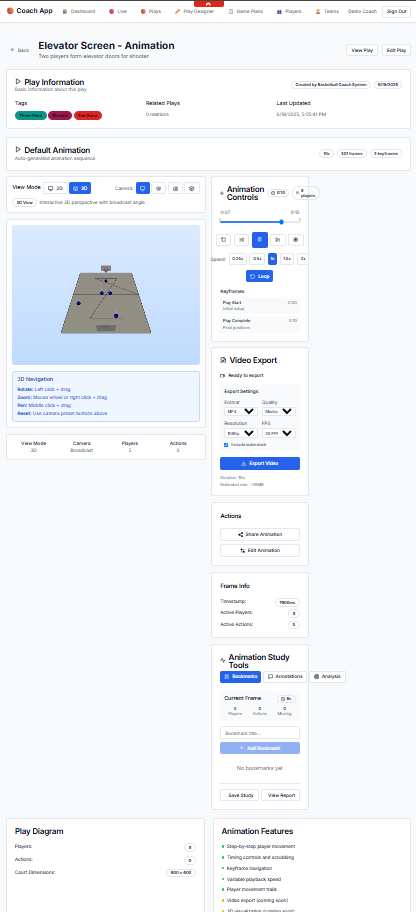 Coach App
Dashboard
Live
Plays
Play Designer
Game Plans
Players
Teams
Demo Coach
Sign Out
Back
Elevator Screen - Animation
Two players form elevator doors for shooter
View Play
Edit Play
Play Information
Basic information about this play
Created by Basketball Coach System
6/19/2025
Tags
Related Plays
0 relations
Last Updated
6/19/2025, 5:25:41 PM
Default Animation
Auto-generated animation sequence
10s
301 frames
2 keyframes
View Mode
2D
3D
Camera:
3D View
Interactive 3D perspective with broadcast angle
3D Navigation
Rotate: Left click + drag
Zoom: Mouse wheel or right click + drag
Pan: Middle click + drag
Reset: Use camera preset buttons above
View Mode
3D
Camera
Broadcast
Players
5
Actions
0
Animation Controls
0:10
5 players
0:07
0:10
Speed:
0.25x
0.5x
1x
1.5x
2x
Loop
Keyframes
Play Start
0:00
Initial setup
Play Complete
0:10
Final positions
Video Export
Ready to export
Export Settings
Format
Quality
MP4
Resolution
FPS
1080p
30 FPS
Include watermark
Export Video
Duration: 10s
Actions
Share Animation
Edit Animation
Frame Info
Timestamp:
Active Players:
5
Active Actions:
0
Animation Study Tools
Bookmarks
Annotations
Analysis
Current Frame
5
Players
0
Actions
0
Moving
Bookmark title...
Add Bookmark
No bookmarks yet
Save Study
View Report
Play Diagram
Players:
5
Actions:
0
Court Dimensions:
800 x 600
Animation Features
Step-by-step player movement
Timing controls and scrubbing
Keyframe navigation
Variable playback speed
Player movement trails
Video export (coming soon)
3D visualization (coming soon)